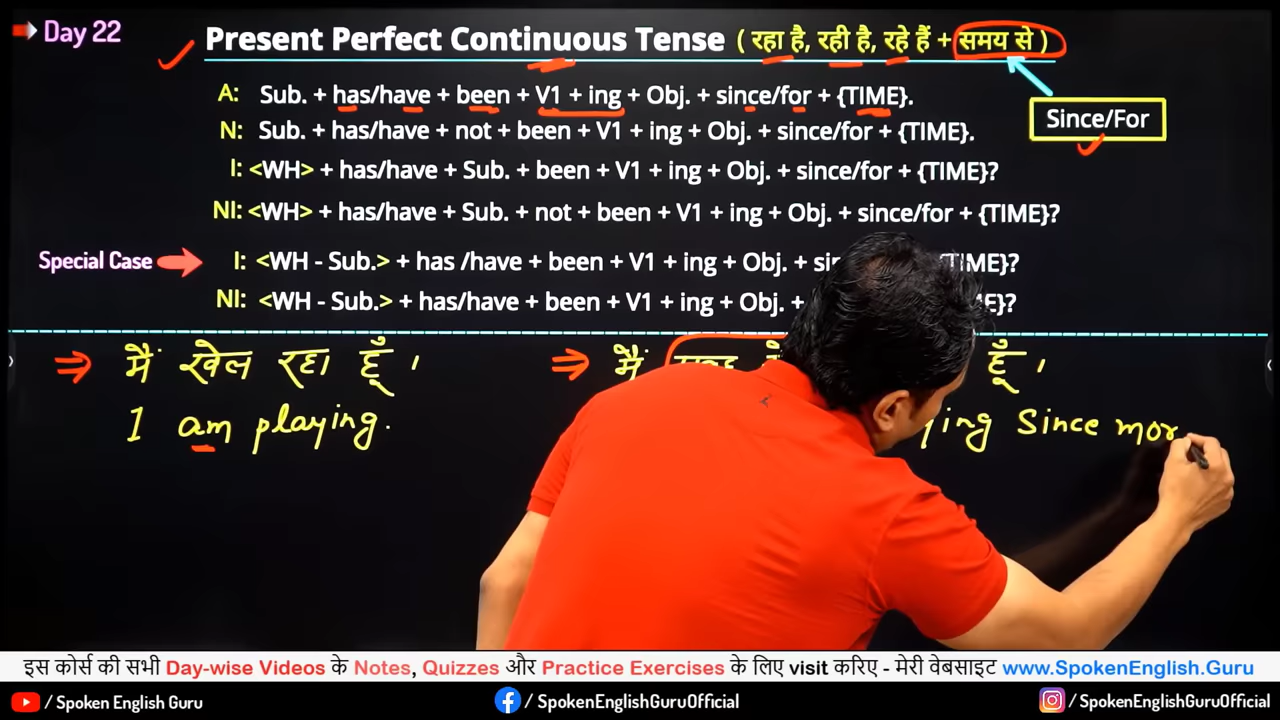 Day 22
Present Perfect Continuous Tense ( रहा है, रही है, रहे हैं + समय से )
A: Sub. + has/have + been + V1 + ing + Obj. + since/for + {TIME}.
Since/For
N: Sub. + has/have + not + been + V1 + ing + Obj. + since/for + {TIME}.
I: <WH> + has/have + Sub. + been + V1 + ing + Obj. + since/for + {TIME}?
NI: <WH> + has/have + Sub. + not + been + V1 + ing + Obj. + since/for + {TIME}?
Special Case
I: <WH - Sub.> + has /have + been + V1 + ing + Obj. +
NI: <WH - Sub.> + has/have + been + V1 + ing + Obj. +
मैं खेल रहा हूँ । मैं हूँ ।
I am playing. Since mor
इस कोर्स की सभी Day-wise Videos के Notes, Quizzes और Practice Exercises के लिए visit करिए - मेरी वेबसाइट www.SpokenEnglish.Guru
/ Spoken English Guru /SpokenEnglishGuruOfficial /SpokenEnglishGuruOfficial